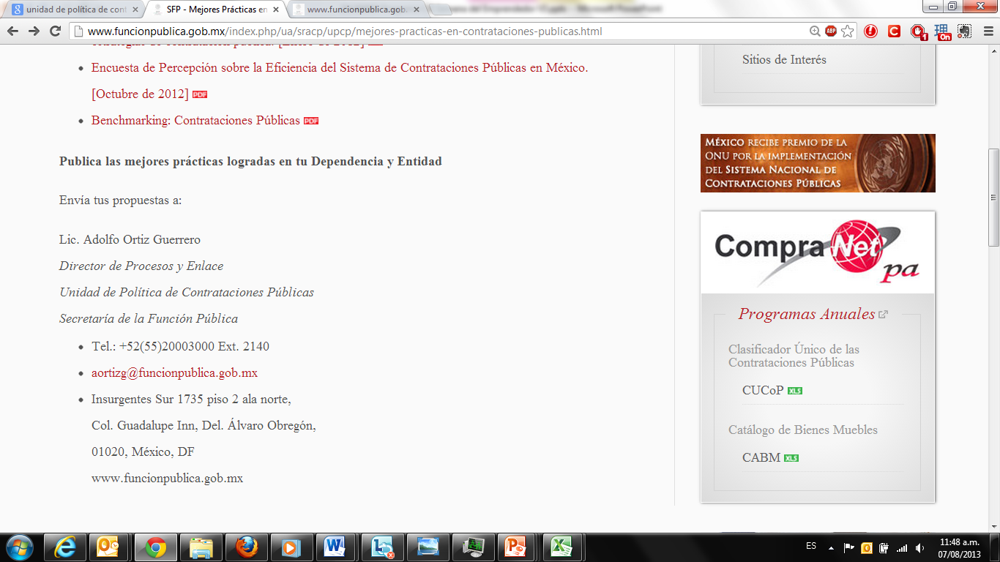 unidad de política de cont
SFP - Mejores Prácticas en
www.funcionpublica.gob.
www.funcionpublica.gob.mx/index.php/ua/sracp/upcp/mejores-practicas-en-contrataciones-publicas.html
Encuesta de Percepción sobre la Eficiencia del Sistema de Contrataciones Públicas en México.
[Octubre de 2012] PDF
Benchmarking: Contrataciones Públicas PDF
Publica las mejores prácticas logradas en tu Dependencia y Entidad
Envía tus propuestas a:
Lic. Adolfo Ortiz Guerrero
Director de Procesos y Enlace
Unidad de Política de Contrataciones Públicas
Secretaría de la Función Pública
Tel.: +52(55)20003000 Ext. 2140
aortizg@funcionpublica.gob.mx
Insurgentes Sur 1735 piso 2 ala norte,
Col. Guadalupe Inn, Del. Álvaro Obregón,
01020, México, DF
www.funcionpublica.gob.mx
Sitios de Interés
MÉXICO RECIBE PREMIO DE LA
ONU POR LA IMPLEMENTACIÓN
DEL SISTEMA NACIONAL DE
CONTRATACIONES PÚBLICAS
CompraNet
pa
Programas Anuales
Clasificador Único de las
Contrataciones Públicas
CUCoP XLS
Catálogo de Bienes Muebles
CABM XLS
ES
11:48 a.m.
07/08/2013